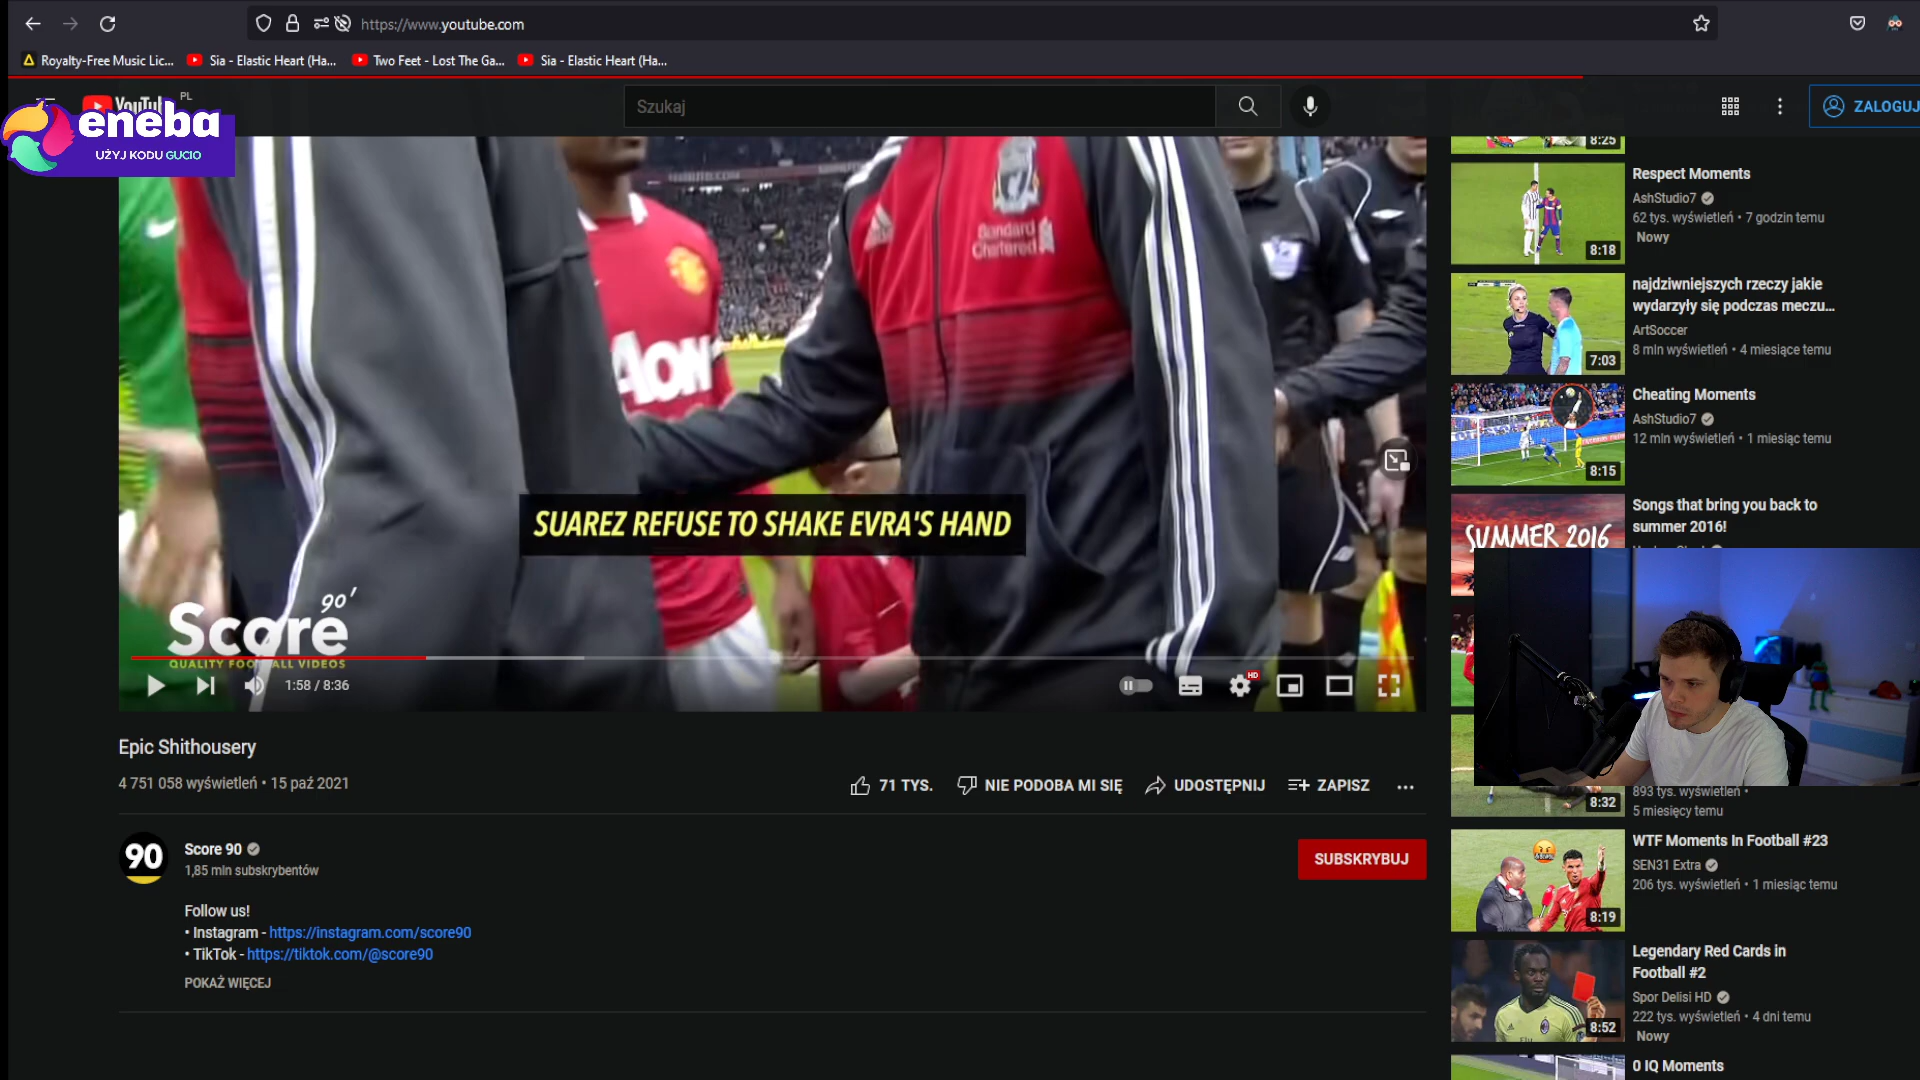 https://www.youtube.com
Royalty-Free Music Lic...
Sia - Elastic Heart (Ha...
Two Feet - Lost The Ga...
Sia - Elastic Heart (Ha...
PL
eneba
UŻYJ KODU GUCIO
Szukaj
ZALOGUJ
Standard
Chartered
AON
SUAREZ REFUSE TO SHAKE EVRA'S HAND
90'
Score
QUALITY FOOTBALL VIDEOS
1:58 / 8:36
HD
Epic Shithousery
4 751 058 wyświetleń • 15 paź 2021
71 TYS.
NIE PODOBA MI SIĘ
UDOSTĘPNIJ
ZAPISZ
90
Score 90
1,85 mln subskrybentów
SUBSKRYBUJ
Follow us!
• Instagram - https://instagram.com/score90
• TikTok - https://tiktok.com/@score90
POKAŻ WIĘCEJ
8:25
Respect Moments
AshStudio7
62 tys. wyświetleń • 7 godzin temu
Nowy
8:18
najdziwniejszych rzeczy jakie
wydarzyły się podczas meczu...
ArtSoccer
8 mln wyświetleń • 4 miesiące temu
7:03
Cheating Moments
AshStudio7
12 mln wyświetleń • 1 miesiąc temu
8:15
Songs that bring you back to
summer 2016!
SUMMER 2016
893 tys. wyświetleń •
5 miesięcy temu
8:32
WTF Moments In Football #23
SEN31 Extra
206 tys. wyświetleń • 1 miesiąc temu
8:19
Legendary Red Cards in
Football #2
Spor Delisi HD
222 tys. wyświetleń • 4 dni temu
Nowy
8:52
0 IQ Moments